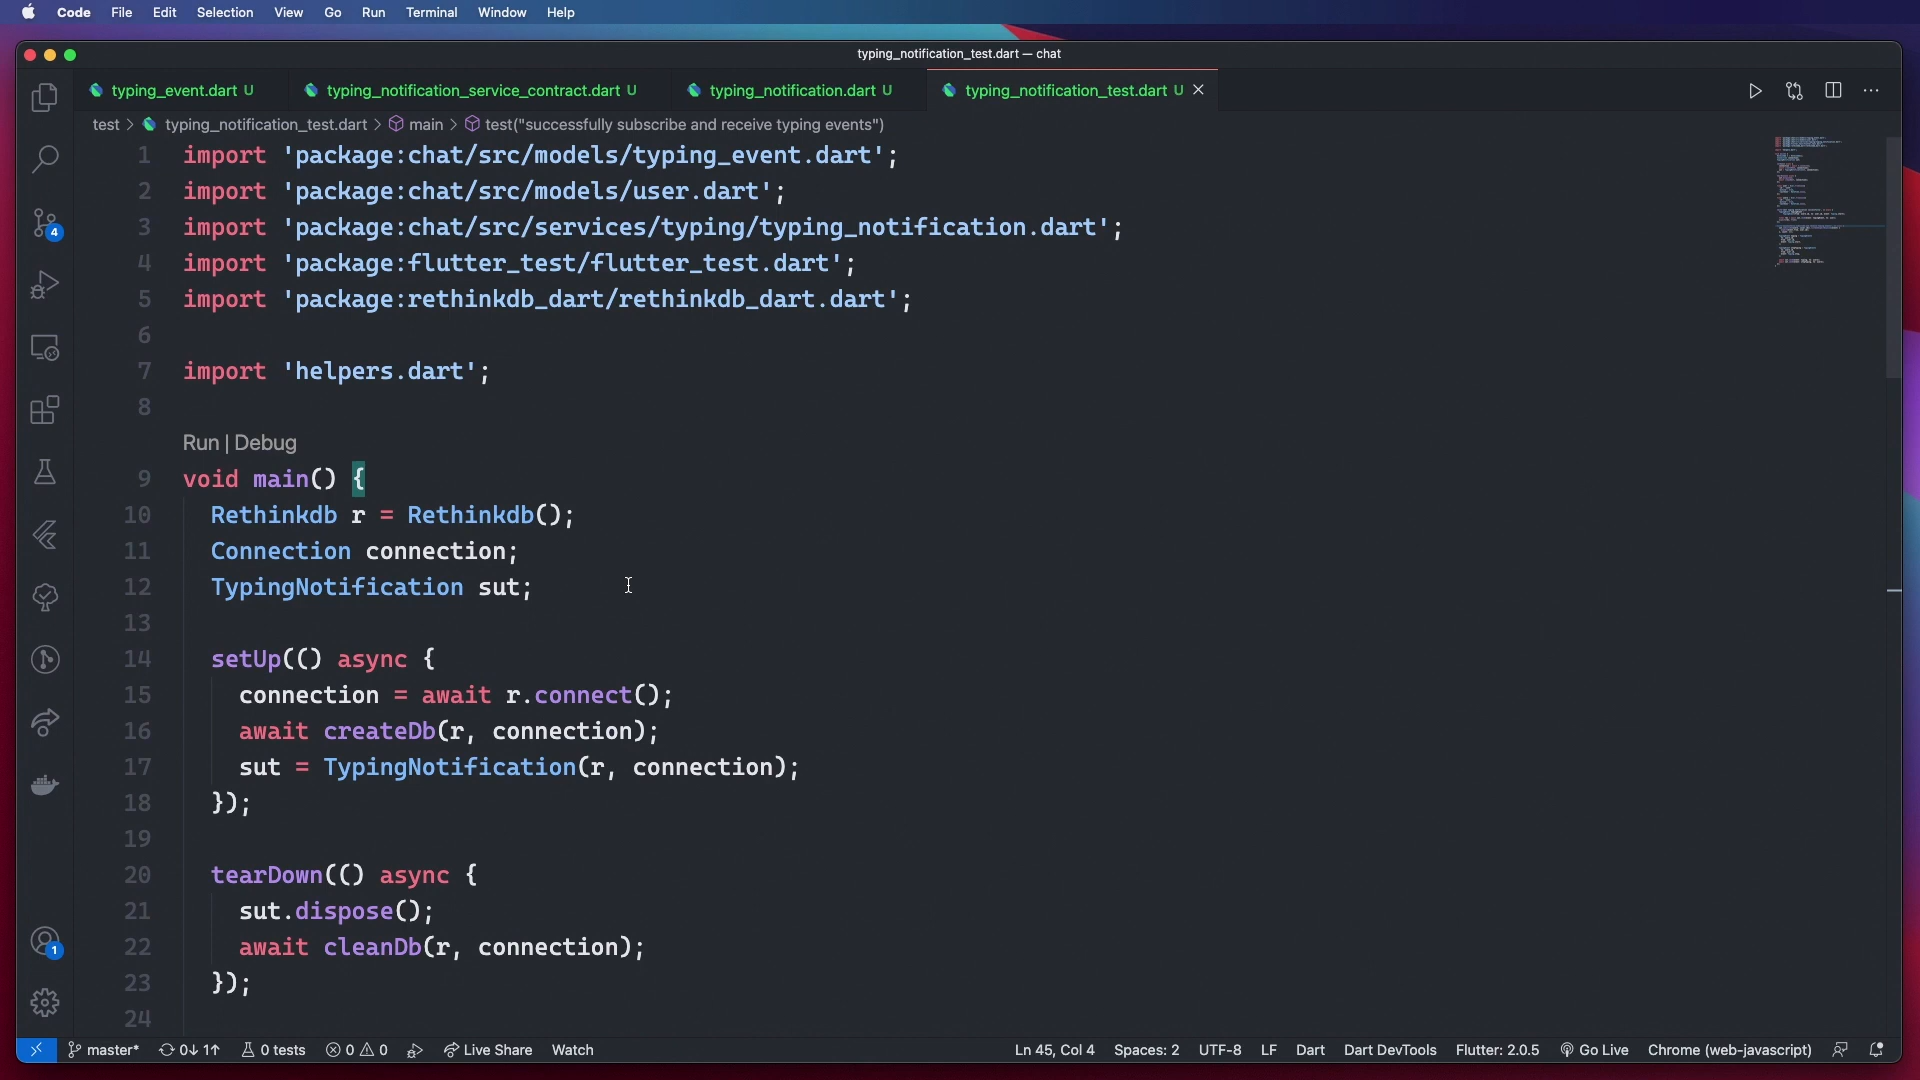 Code File Edit Selection View Go Run Terminal Window Help
typing_notification_test.dart — chat
typing_event.dart U typing_notification_service_contract.dart U typing_notification.dart U typing_notification_test.dart U
test > typing_notification_test.dart > main > test("successfully subscribe and receive typing events")
1 import 'package:chat/src/models/typing_event.dart';
2 import 'package:chat/src/models/user.dart';
3 import 'package:chat/src/services/typing/typing_notification.dart';
4 import 'package:flutter_test/flutter_test.dart';
5 import 'package:rethinkdb_dart/rethinkdb_dart.dart';
6
7 import 'helpers.dart';
8
Run | Debug
9 void main() {
10 Rethinkdb r = Rethinkdb();
11 Connection connection;
12 TypingNotification sut;
13
14 setUp(() async {
15 connection = await r.connect();
16 await createDb(r, connection);
17 sut = TypingNotification(r, connection);
18 });
19
20 tearDown(() async {
21 sut.dispose();
22 await cleanDb(r, connection);
23 });
24
4
1
master* 0↓ 1↑ 0 tests 0 0 Live Share Watch Ln 45, Col 4 Spaces: 2 UTF-8 LF Dart Dart DevTools Flutter: 2.0.5 Go Live Chrome (web-javascript)